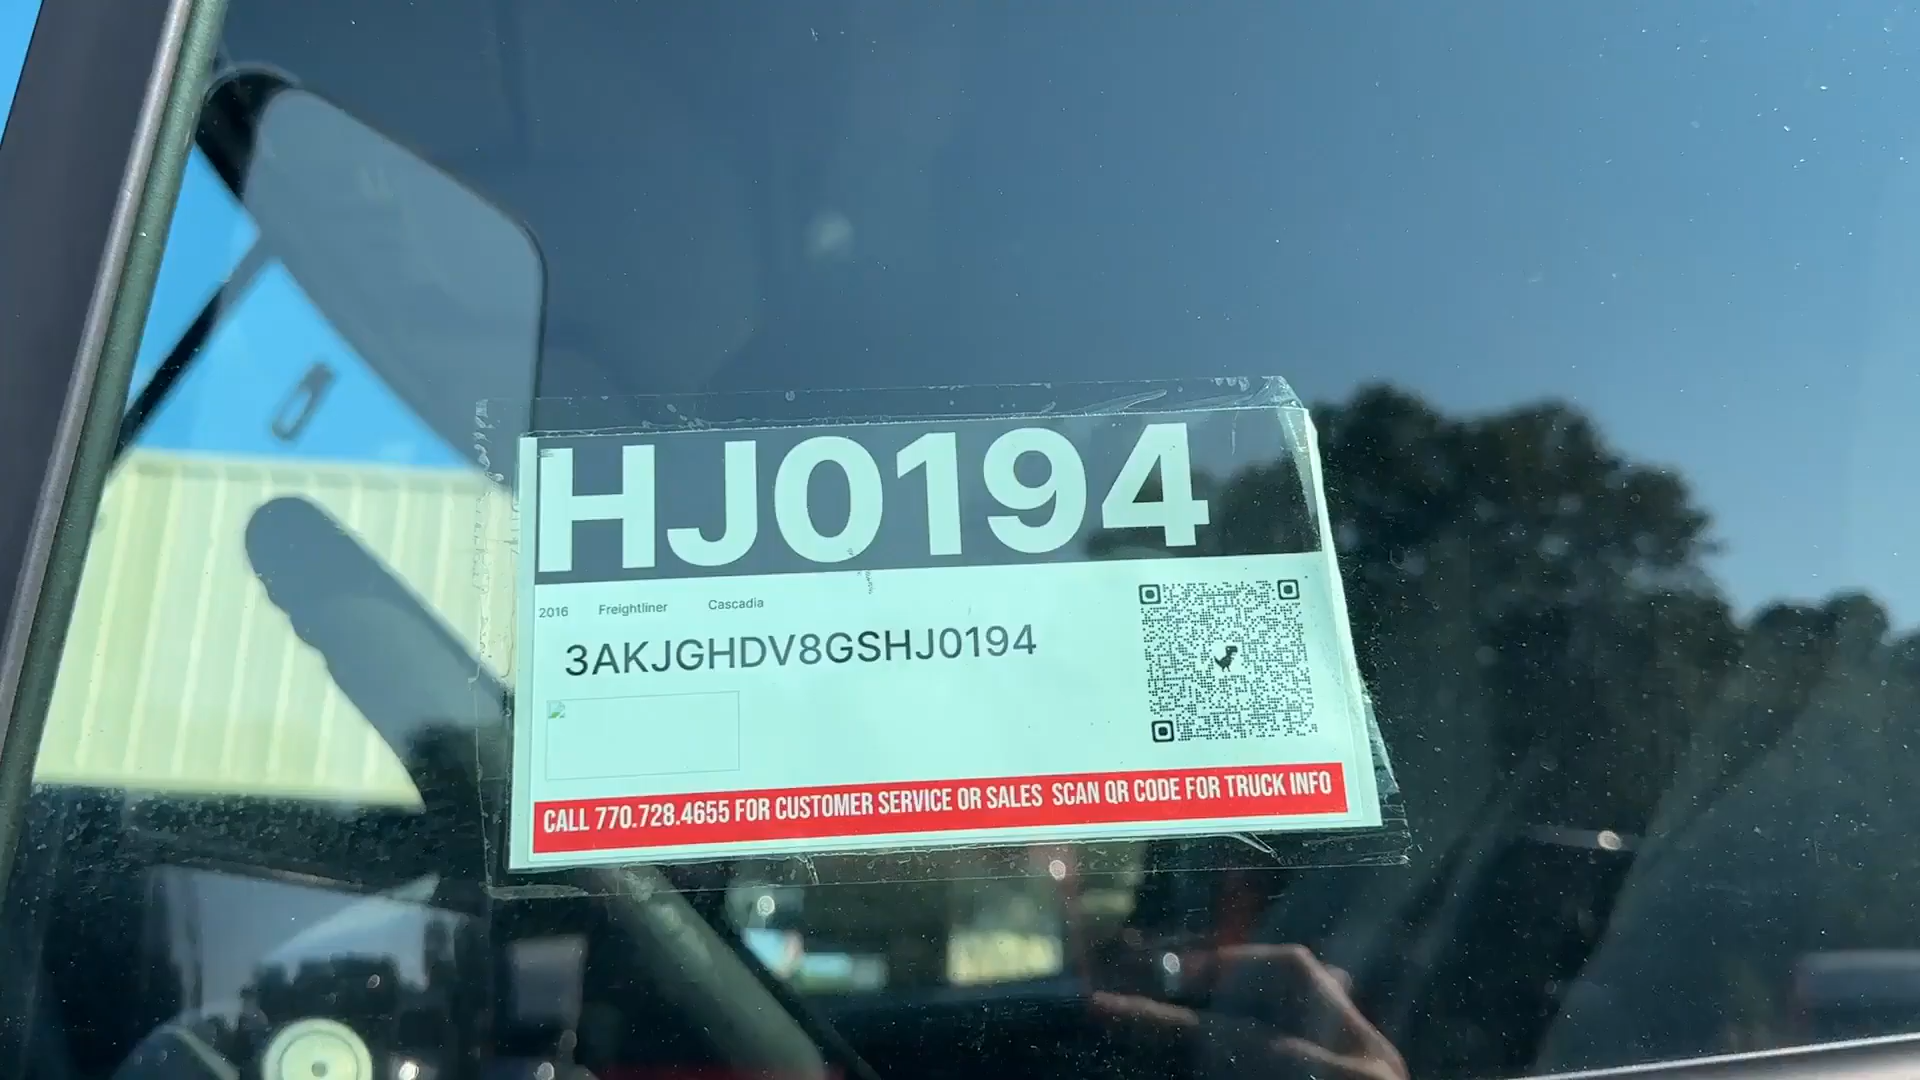 HJ0194
2016 Freightliner Cascadia
3AKJGHDV8GSHJ0194
CALL 770.728.4655 FOR CUSTOMER SERVICE OR SALES SCAN QR CODE FOR TRUCK INFO